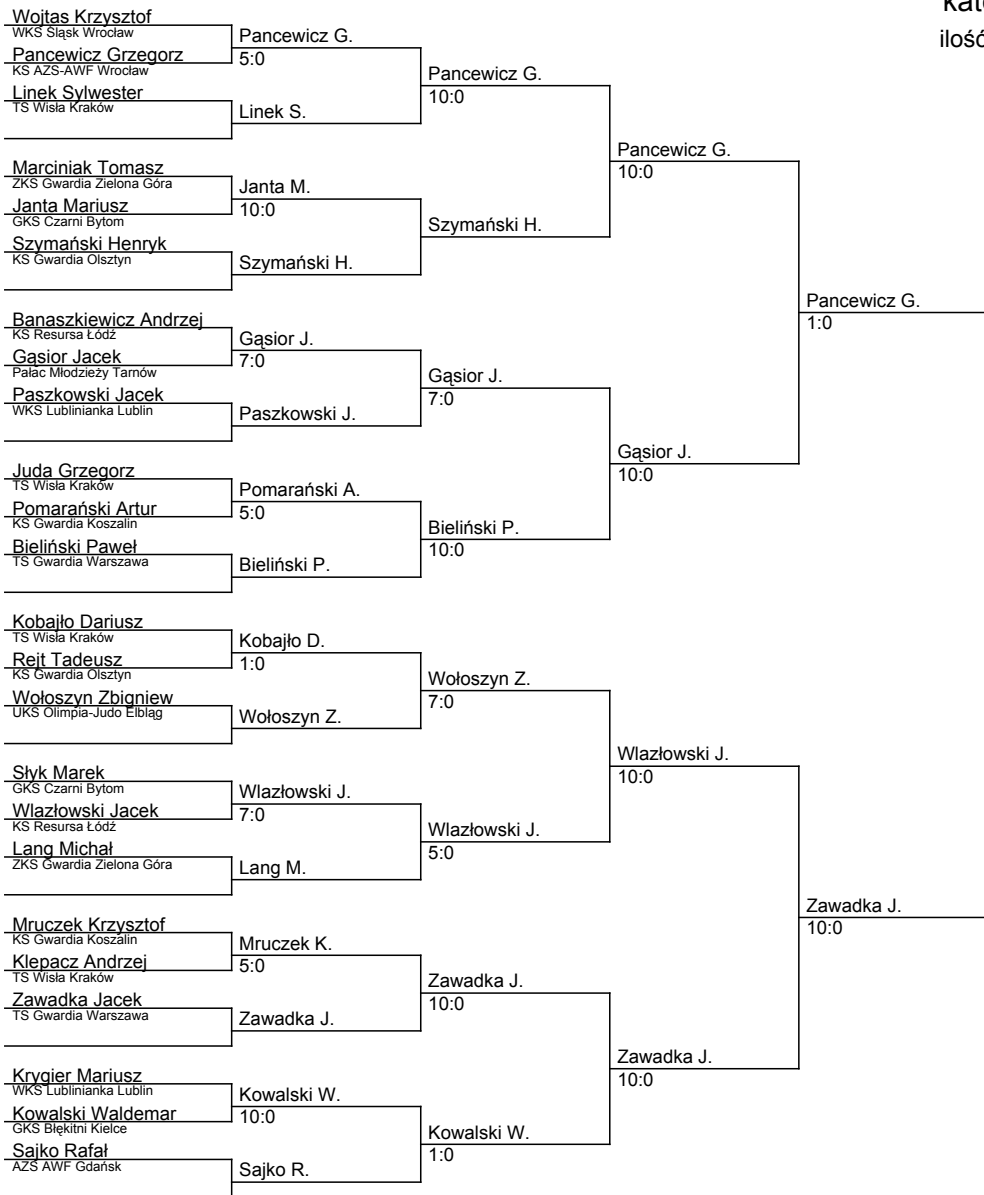 kate
ilość
Wojtas Krzysztof
WKS Śląsk Wrocław
Pancewicz Grzegorz
KS AZS-AWF Wrocław
Linek Sylwester
TS Wisła Kraków
Marciniak Tomasz
ZKS Gwardia Zielona Góra
Janta Mariusz
GKS Czarni Bytom
Szymański Henryk
KS Gwardia Olsztyn
Banaszkiewicz Andrzej
KS Resursa Łódź
Gąsior Jacek
Pałac Młodzieży Tarnów
Paszkowski Jacek
WKS Lublinianka Lublin
Juda Grzegorz
TS Wisła Kraków
Pomarański Artur
KS Gwardia Koszalin
Bieliński Paweł
TS Gwardia Warszawa
Kobajło Dariusz
TS Wisła Kraków
Rejt Tadeusz
KS Gwardia Olsztyn
Wołoszyn Zbigniew
UKS Olimpia-Judo Elbląg
Słyk Marek
GKS Czarni Bytom
Wlazłowski Jacek
KS Resursa Łódź
Lang Michał
ZKS Gwardia Zielona Góra
Mruczek Krzysztof
KS Gwardia Koszalin
Klepacz Andrzej
TS Wisła Kraków
Zawadka Jacek
TS Gwardia Warszawa
Krygier Mariusz
WKS Lublinianka Lublin
Kowalski Waldemar
GKS Błękitni Kielce
Sajko Rafał
AZS AWF Gdańsk
Pancewicz G.
5:0
Linek S.
Janta M.
10:0
Szymański H.
Gąsior J.
7:0
Paszkowski J.
Pomarański A.
5:0
Bieliński P.
Kobajło D.
1:0
Wołoszyn Z.
Wlazłowski J.
7:0
Lang M.
Mruczek K.
5:0
Zawadka J.
Kowalski W.
10:0
Sajko R.
Pancewicz G.
10:0
Szymański H.
Gąsior J.
7:0
Bieliński P.
10:0
Wołoszyn Z.
7:0
Wlazłowski J.
5:0
Zawadka J.
10:0
Kowalski W.
1:0
Pancewicz G.
10:0
Gąsior J.
10:0
Wlazłowski J.
10:0
Zawadka J.
10:0
Pancewicz G.
1:0
Zawadka J.
10:0